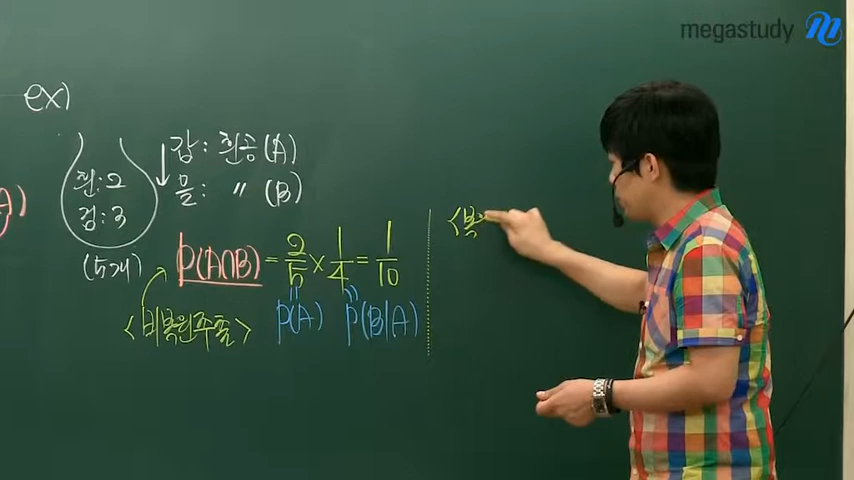 megastudy
ex)
흰:2
검:3
(5개)
갑: 흰공 (A)
을: 〃 (B)
A)
P(A∩B) = 2/5 × 1/4 = 1/10
P(A) P(B|A)
<비복원추출>
<복